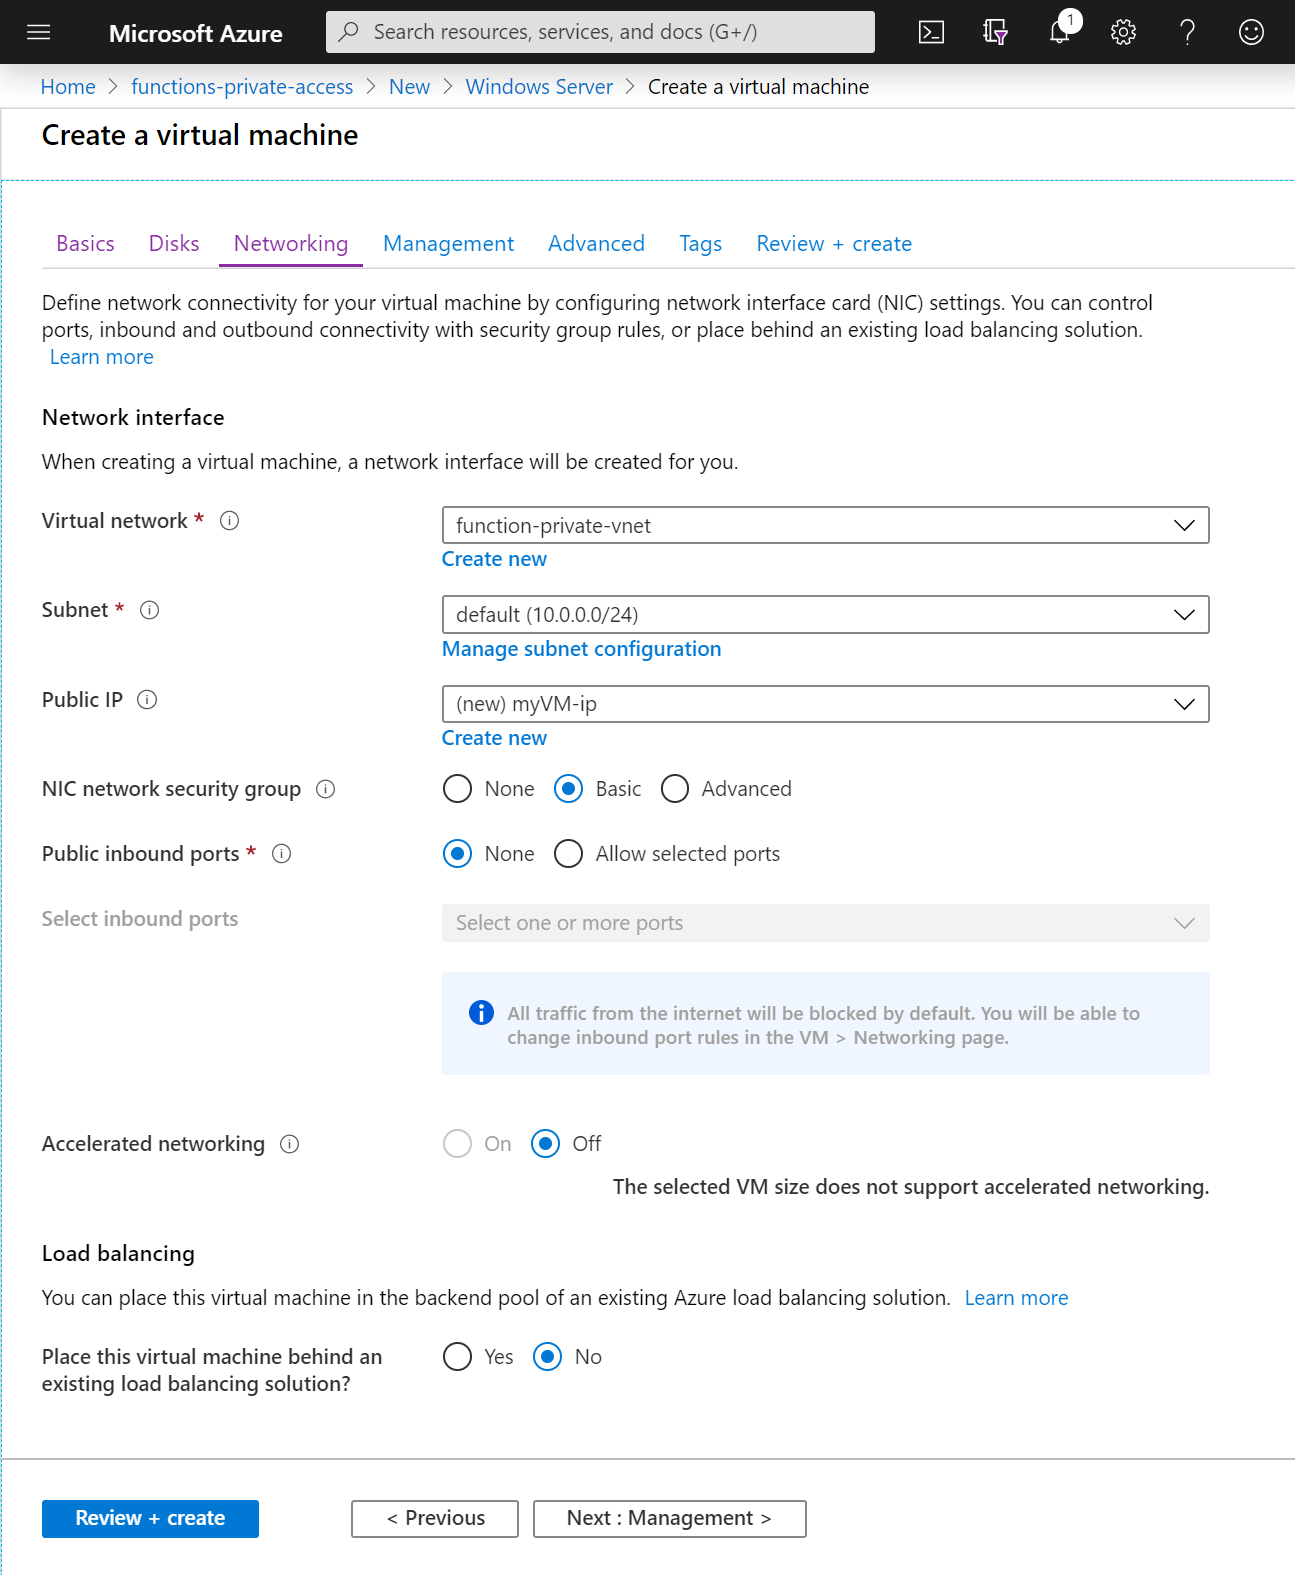 Microsoft Azure
Search resources, services, and docs (G+/)
1
Home > functions-private-access > New > Windows Server > Create a virtual machine
Create a virtual machine
Basics Disks Networking Management Advanced Tags Review + create
Define network connectivity for your virtual machine by configuring network interface card (NIC) settings. You can control
ports, inbound and outbound connectivity with security group rules, or place behind an existing load balancing solution.
Learn more
Network interface
When creating a virtual machine, a network interface will be created for you.
Virtual network *
function-private-vnet
Create new
Subnet *
default (10.0.0.0/24)
Manage subnet configuration
Public IP
(new) myVM-ip
Create new
NIC network security group
None Basic Advanced
Public inbound ports *
None Allow selected ports
Select inbound ports
Select one or more ports
All traffic from the internet will be blocked by default. You will be able to
change inbound port rules in the VM > Networking page.
Accelerated networking
On Off
The selected VM size does not support accelerated networking.
Load balancing
You can place this virtual machine in the backend pool of an existing Azure load balancing solution. Learn more
Place this virtual machine behind an
existing load balancing solution?
Yes No
Review + create
< Previous
Next : Management >